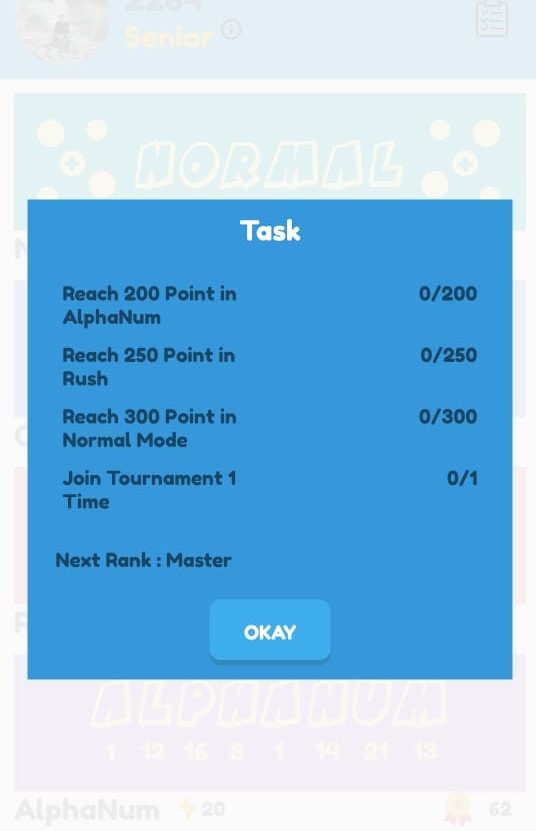 Senior
NORMAL
Task
Reach 200 Point in
AlphaNum
0/200
Reach 250 Point in
Rush
0/250
Reach 300 Point in
Normal Mode
0/300
Join Tournament 1
Time
0/1
Next Rank : Master
OKAY
ALPHANUM
1 12 16 8 1 14 21 13
AlphaNum 20 62